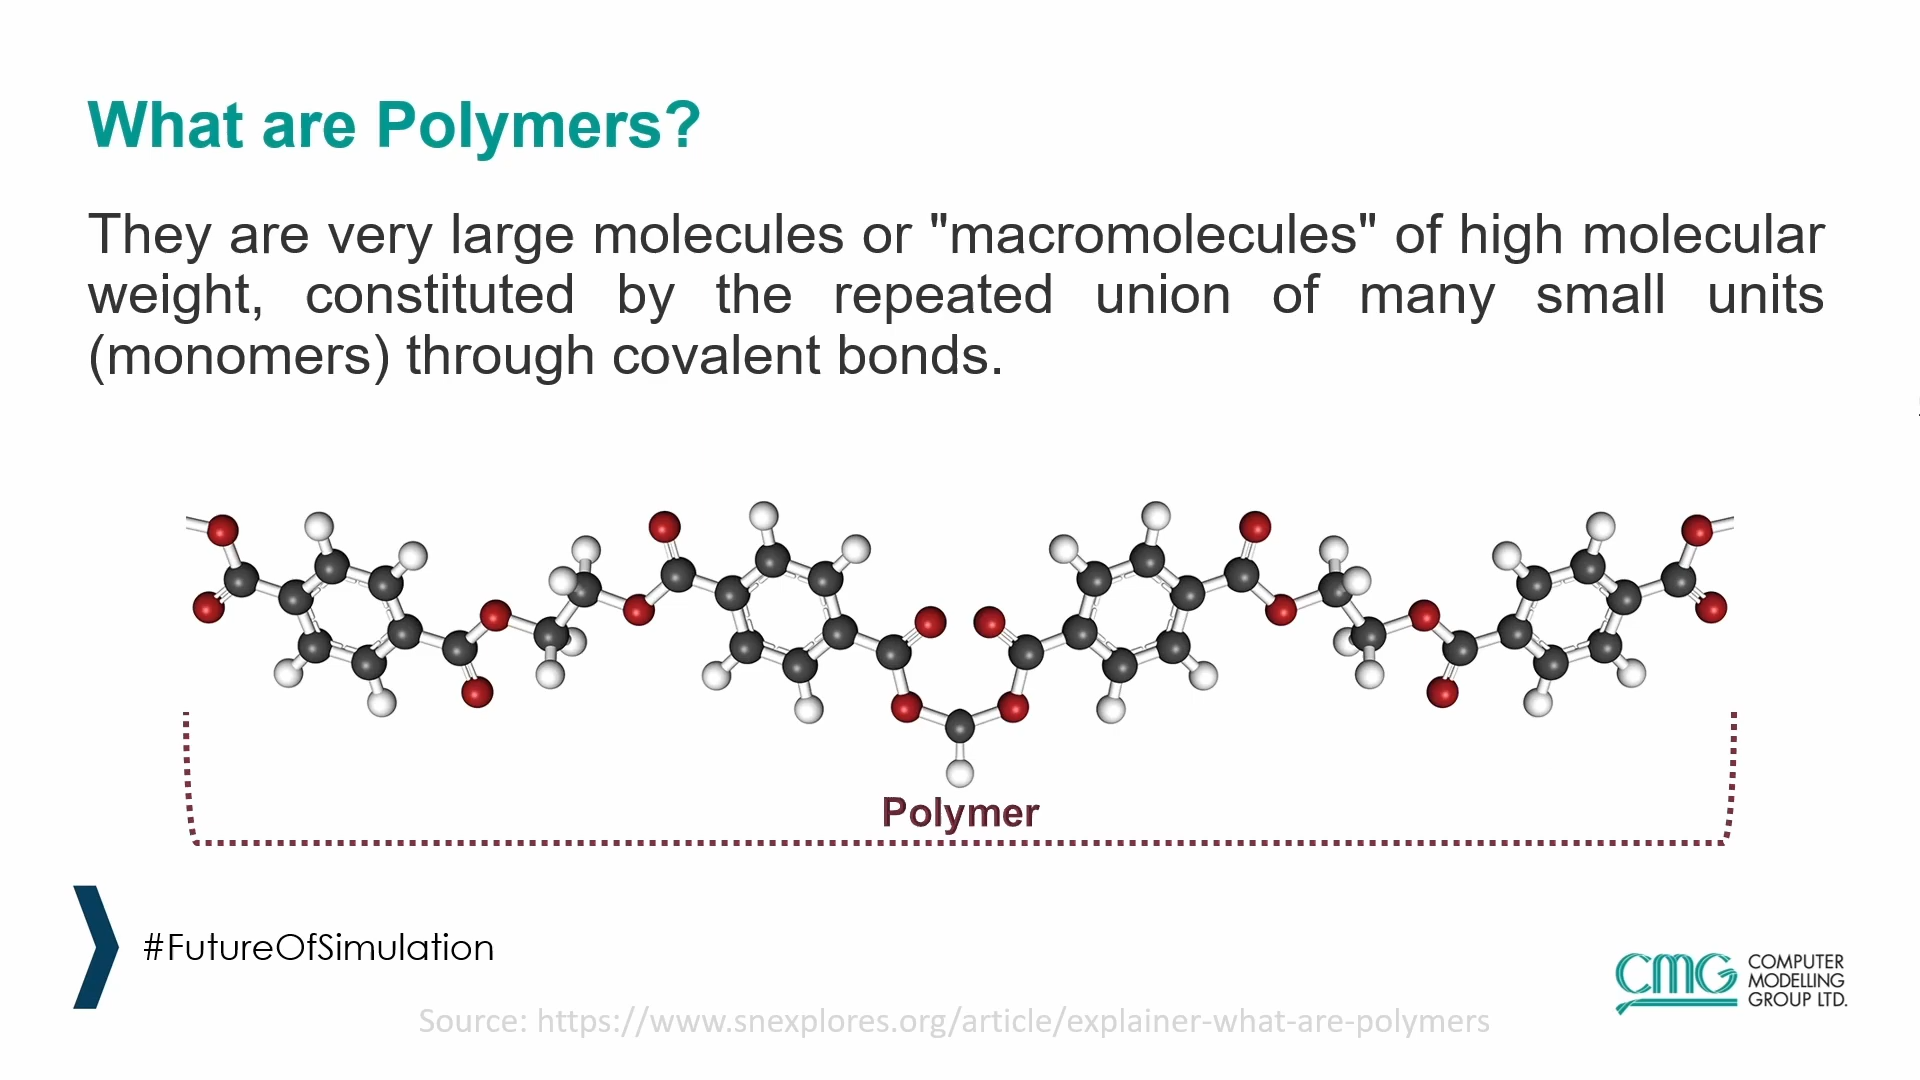 What are Polymers?
They are very large molecules or "macromolecules" of high molecular
weight, constituted by the repeated union of many small units
(monomers) through covalent bonds.
Polymer
#FutureOfSimulation
CMG
COMPUTER
MODELLING
GROUP LTD.
Source: https://www.snexplores.org/article/explainer-what-are-polymers